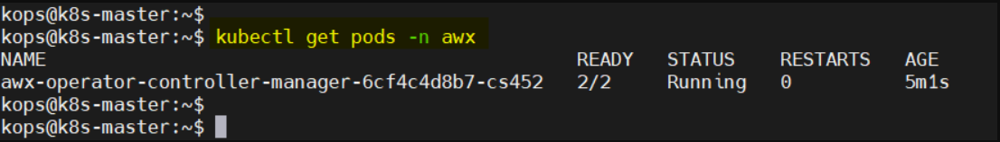 kops@k8s-master:~$
kops@k8s-master:~$ kubectl get pods -n awx
NAME READY STATUS RESTARTS AGE
awx-operator-controller-manager-6cf4c4d8b7-cs452 2/2 Running 0 5m1s
kops@k8s-master:~$
kops@k8s-master:~$